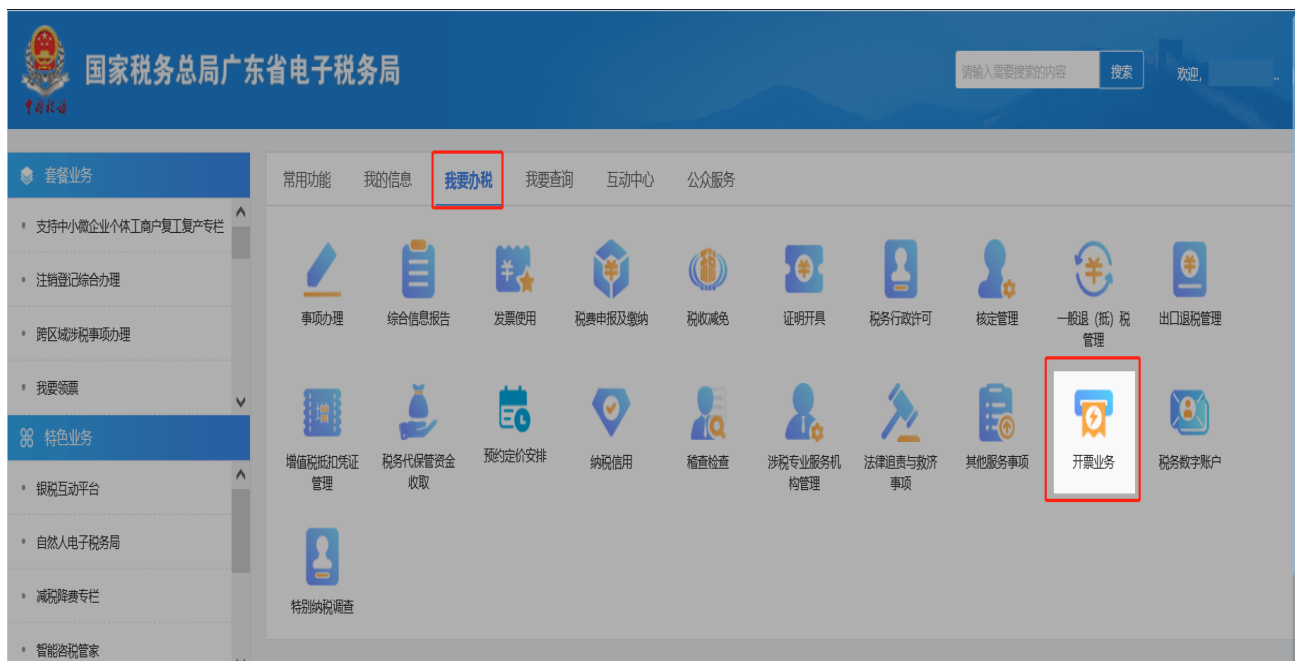 国家税务总局广东省电子税务局
中国税务
请输入需要搜索的内容
搜索
欢迎,
..
套餐业务
支持中小微企业个体工商户复工复产专栏
注销登记综合办理
跨区域涉税事项办理
我要领票
特色业务
银税互动平台
自然人电子税务局
减税降费专栏
智能咨税管家
常用功能 我的信息 我要办税 我要查询 互动中心 公众服务
事项办理 综合信息报告 发票使用 税费申报及缴纳 税收减免 证明开具 税务行政许可 核定管理 一般退（抵）税 出口退税管理
管理
增值税抵扣凭证 税务代保管资金 预约定价安排 纳税信用 稽查检查 涉税专业服务机 法律追责与救济 其他服务事项 开票业务 税务数字账户
管理 收取 构管理 事项
特别纳税调查